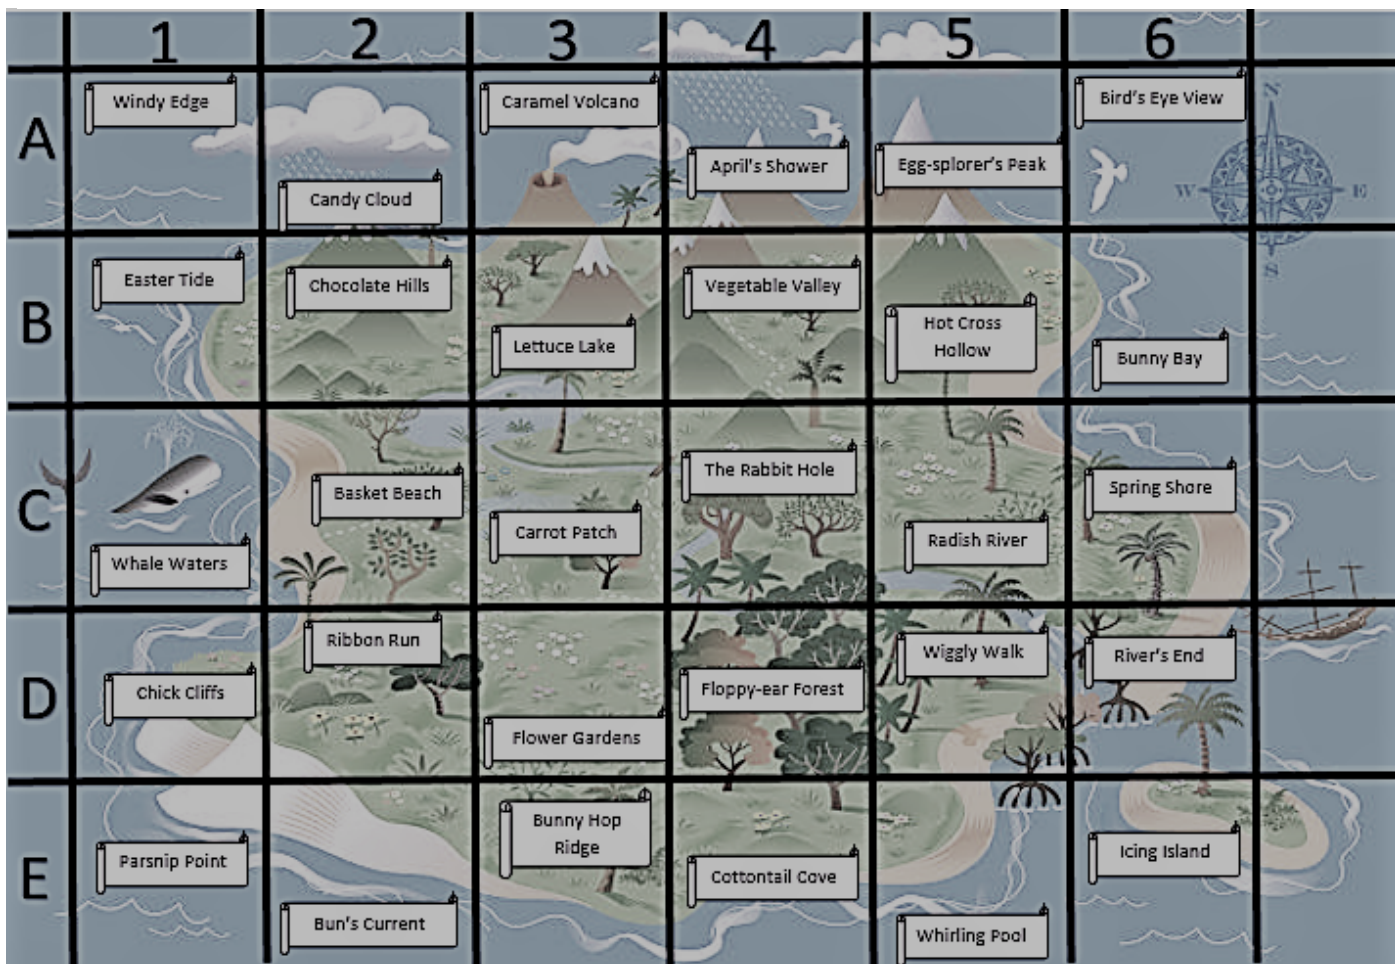 1 2 3 4 5 6
A
Windy Edge
Candy Cloud
Caramel Volcano
April's Shower
Egg-splorer's Peak
Bird's Eye View
N
W
E
S
B
Easter Tide
Chocolate Hills
Lettuce Lake
Vegetable Valley
Hot Cross
Hollow
Bunny Bay
C
Whale Waters
Basket Beach
Carrot Patch
The Rabbit Hole
Radish River
Spring Shore
D
Chick Cliffs
Ribbon Run
Flower Gardens
Floppy-ear Forest
Wiggly Walk
River's End
E
Parsnip Point
Bun's Current
Bunny Hop
Ridge
Cottontail Cove
Whirling Pool
Icing Island